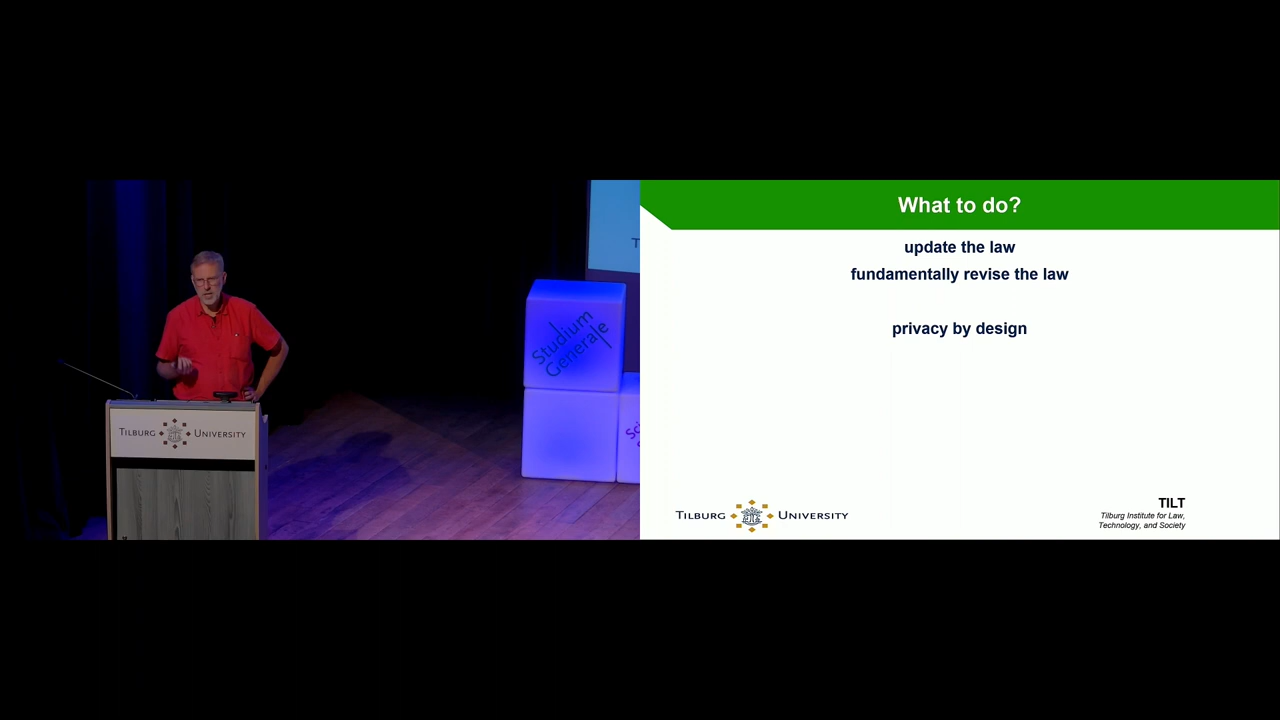 Studium
Generale
TILBURG UNIVERSITY
What to do?
update the law
fundamentally revise the law
privacy by design
TILBURG UNIVERSITY
TILT
Tilburg Institute for Law,
Technology, and Society